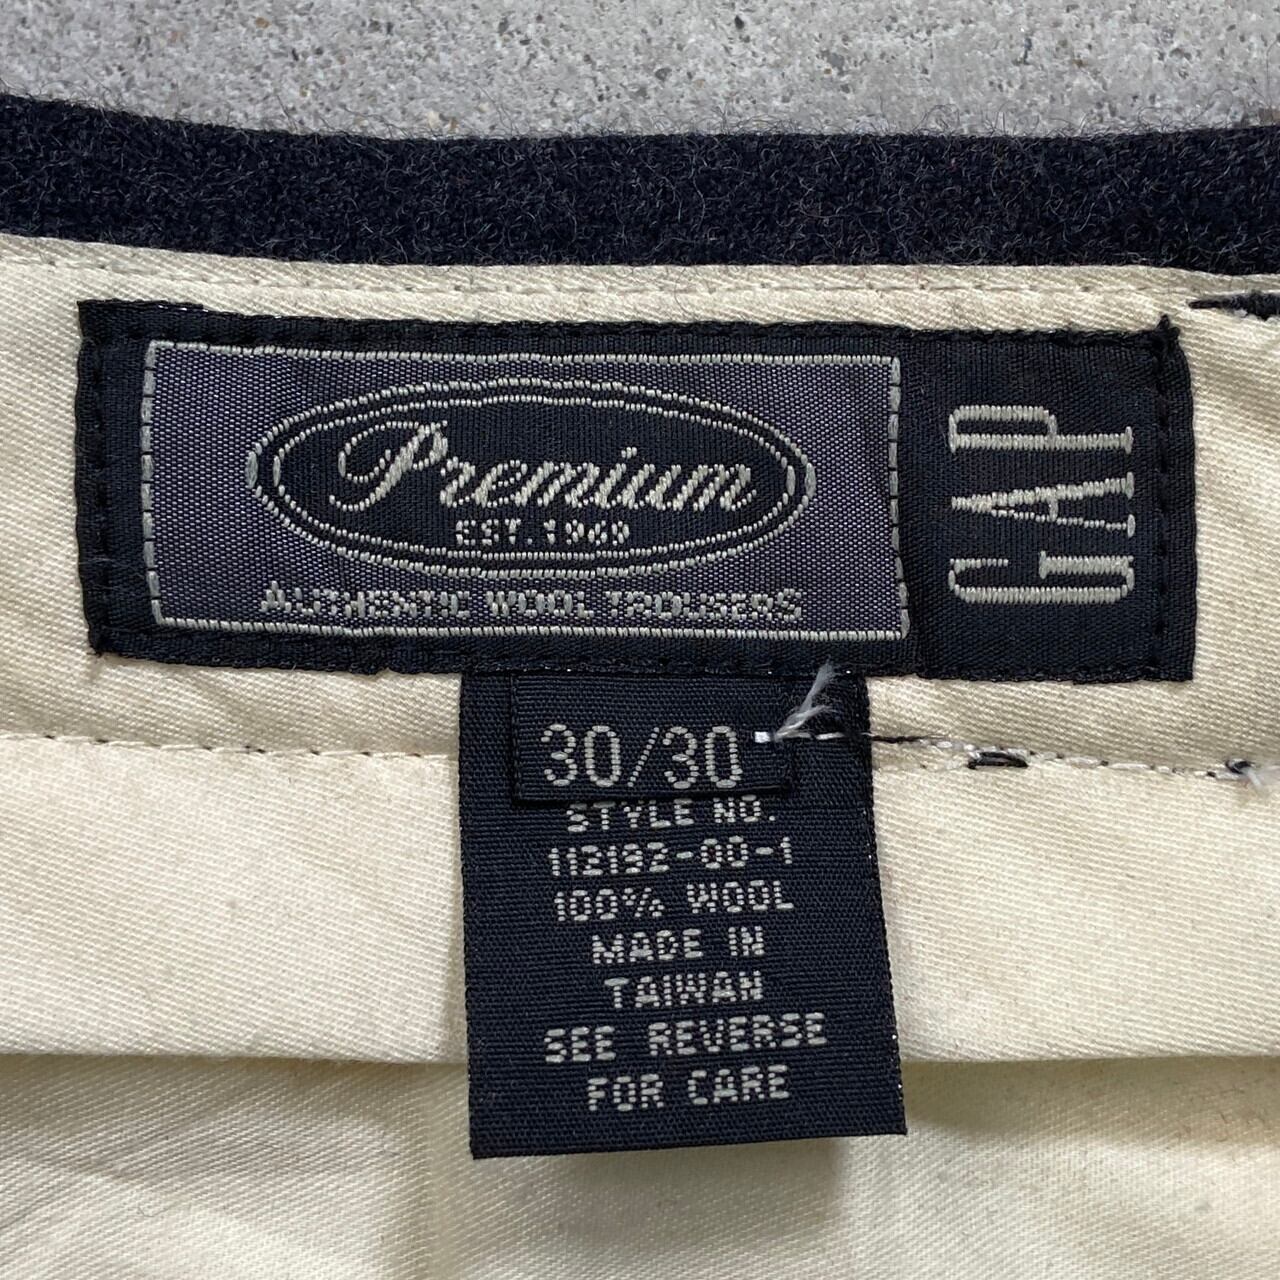 Premium
EST. 1969
AUTHENTIC WOOL TROUSERS
GAP
30/30
STYLE NO.
112192-00-1
100% WOOL
MADE IN
TAIWAN
SEE REVERSE
FOR CARE